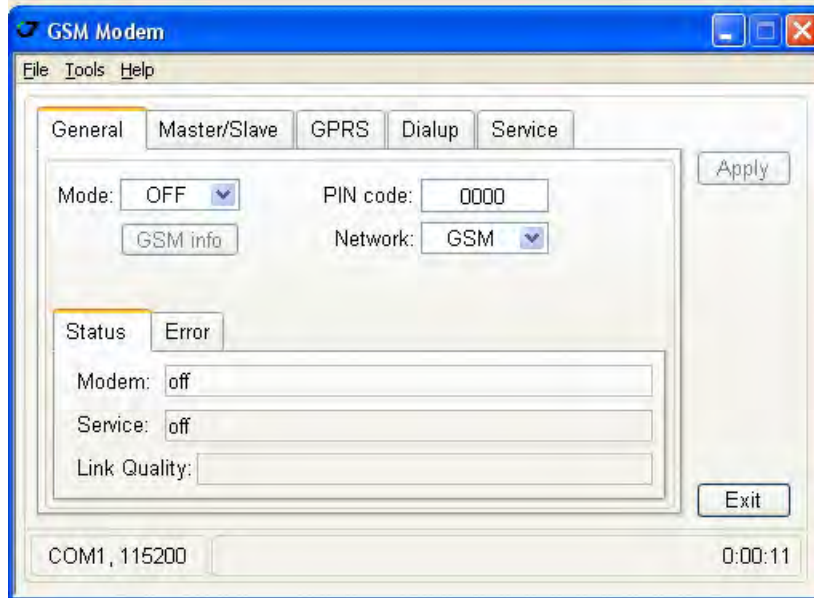 GSM Modem
File Tools Help
General Master/Slave GPRS Dialup Service
Apply
Mode: OFF PIN code: 0000
GSM info Network: GSM
Status Error
Modem: off
Service: off
Link Quality:
Exit
COM1, 115200 0:00:11